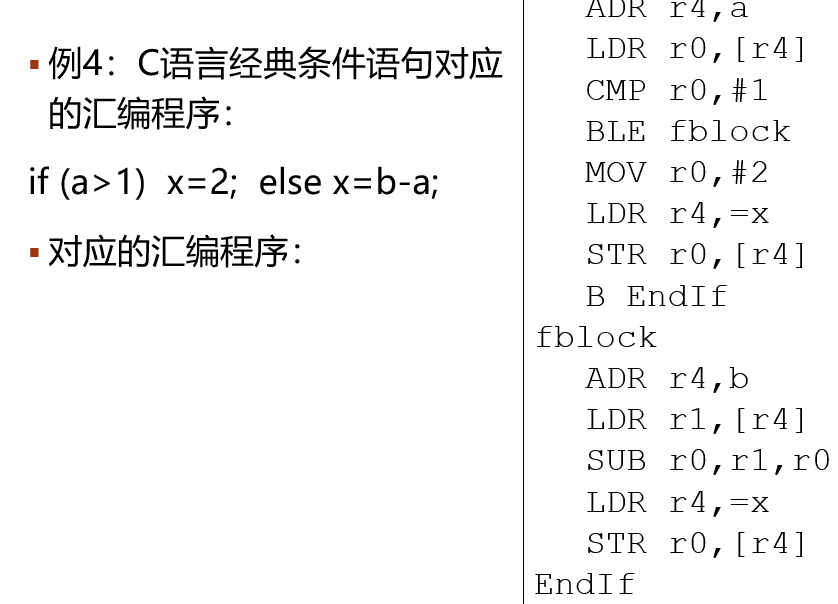 ▪ 例4：C语言经典条件语句对应
的汇编程序：
if (a>1)  x=2;  else x=b-a;
▪ 对应的汇编程序：
ADR r4,a
LDR r0,[r4]
CMP r0,#1
BLE fblock
MOV r0,#2
LDR r4,=x
STR r0,[r4]
B EndIf
fblock
ADR r4,b
LDR r1,[r4]
SUB r0,r1,r0
LDR r4,=x
STR r0,[r4]
EndIf